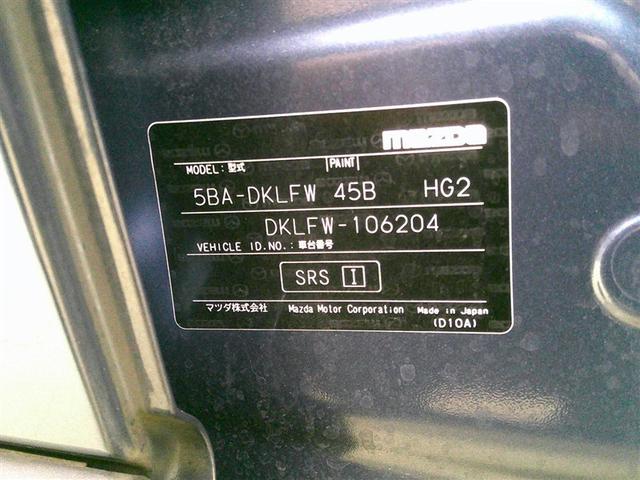 mazda
MODEL:型式 PAINT
5BA-DKLFW 45B HG2
DKLFW-106204
VEHICLE ID.NO.:車台番号
SRS I
マツダ株式会社 Mazda Motor Corporation Made in Japan
(D10A)